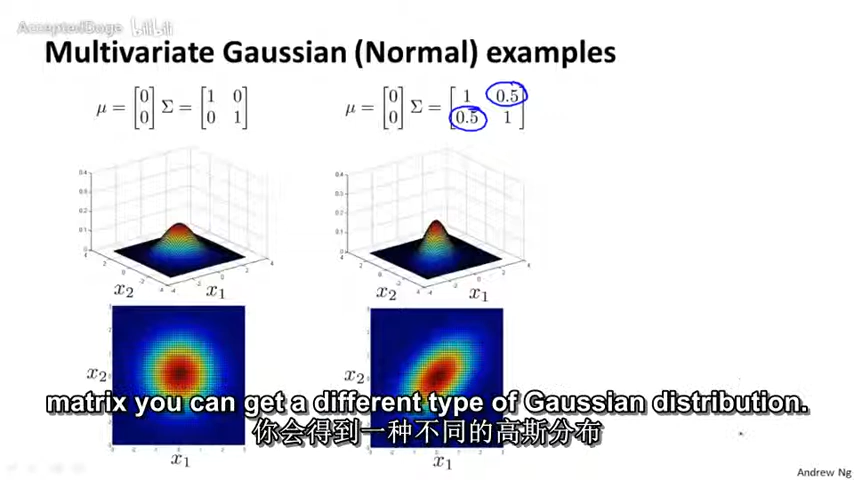 AcceptedDoge bilibili
Multivariate Gaussian (Normal) examples
μ = [0 0] Σ = [1 0 0 1]
μ = [0 0] Σ = [1 0.5 0.5 1]
x2 x1
x2 x1
x2
x2
matrix you can get a different type of Gaussian distribution.
你会得到一种不同的高斯分布
x1
x1
Andrew Ng